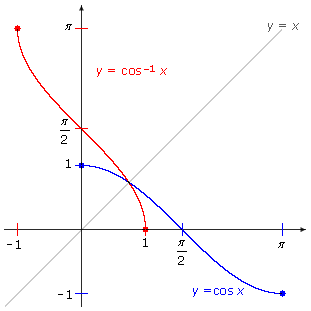 y = x
π
y = cos⁻¹ x
π/2
1
-1
1
π/2
π
-1
y =cos x